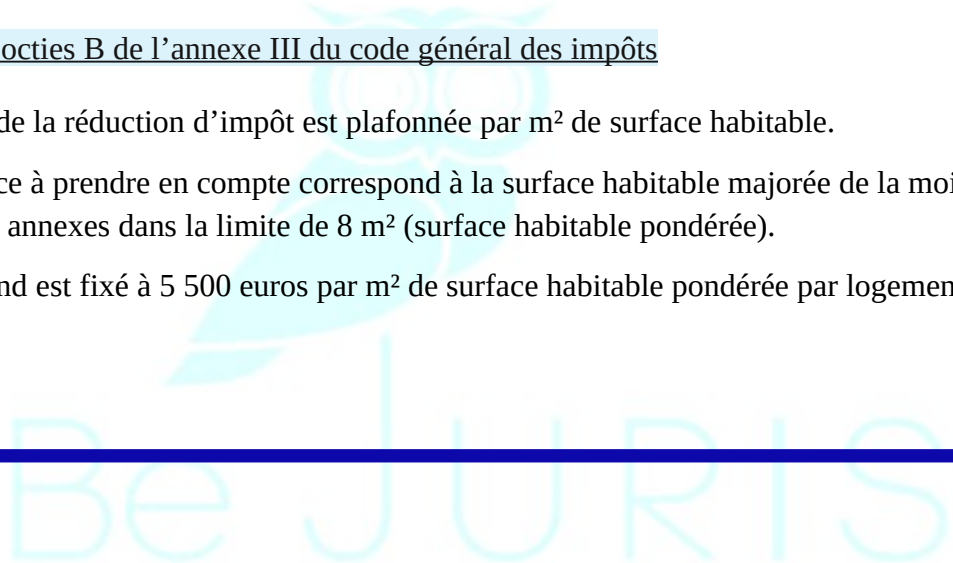 octies B de l’annexe III du code général des impôts
de la réduction d’impôt est plafonnée par m² de surface habitable.
ce à prendre en compte correspond à la surface habitable majorée de la moi
annexes dans la limite de 8 m² (surface habitable pondérée).
nd est fixé à 5 500 euros par m² de surface habitable pondérée par logemen
Be JURIS